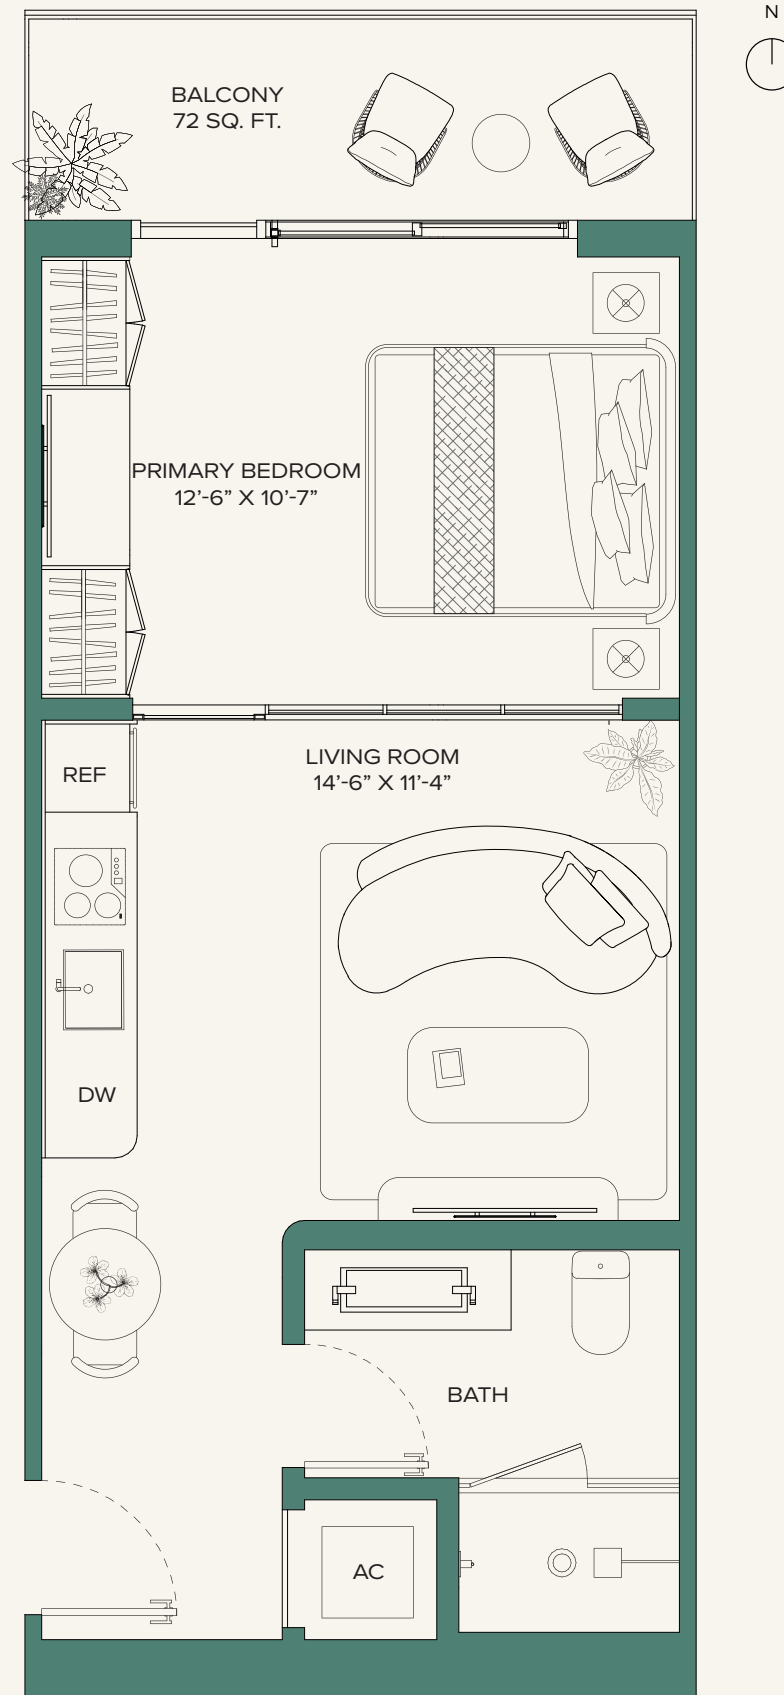 N
BALCONY
72 SQ. FT.
PRIMARY BEDROOM
12’-6” X 10’-7”
LIVING ROOM
14’-6” X 11’-4”
REF
DW
BATH
AC